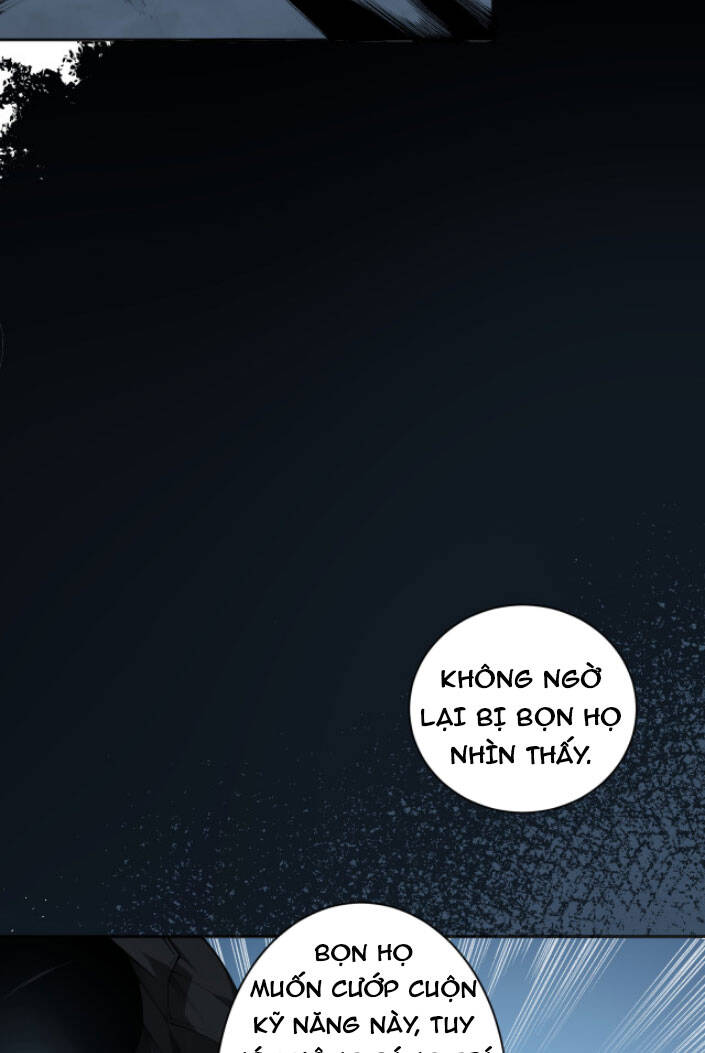 KHÔNG NGỜ
LẠI BỊ BỌN HỌ
NHÌN THẤY.
BỌN HỌ
MUỐN CƯỚP CUỘN
KỸ NĂNG NÀY, TUY